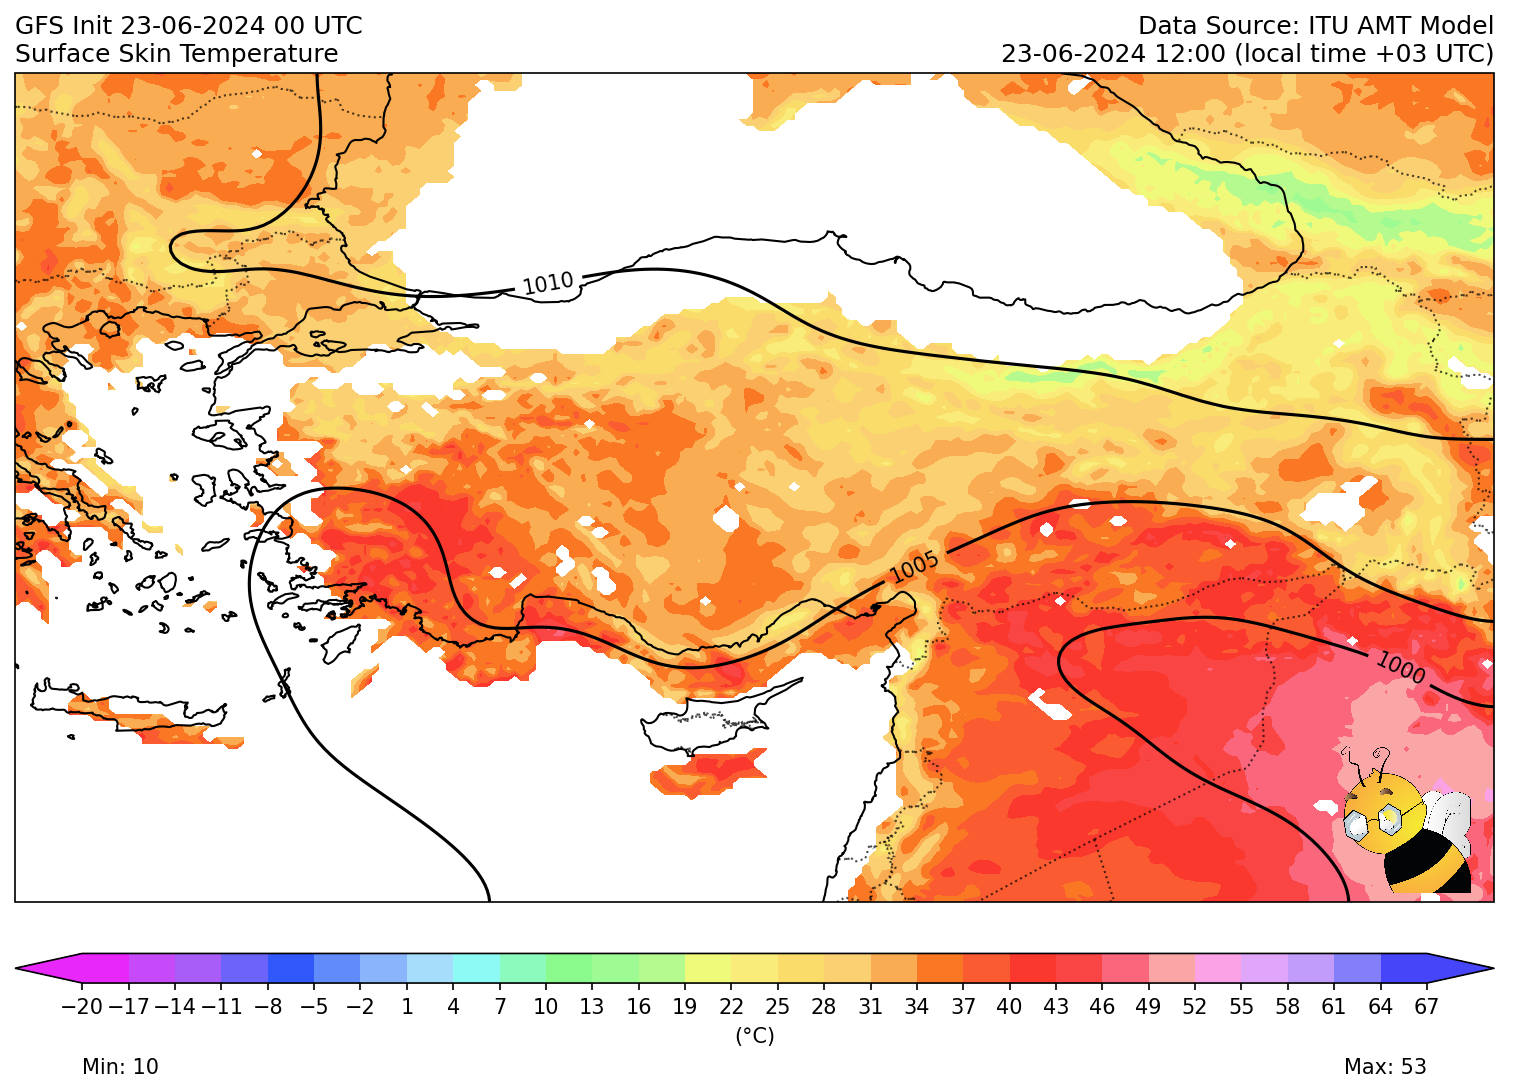 GFS Init 23-06-2024 00 UTC
Data Source: ITU AMT Model
Surface Skin Temperature
23-06-2024 12:00 (local time +03 UTC)
1010
1005
1000
−20 −17 −14 −11 −8 −5 −2 1 4 7 10 13 16 19 22 25 28 31 34 37 40 43 46 49 52 55 58 61 64 67
(°C)
Min: 10
Max: 53